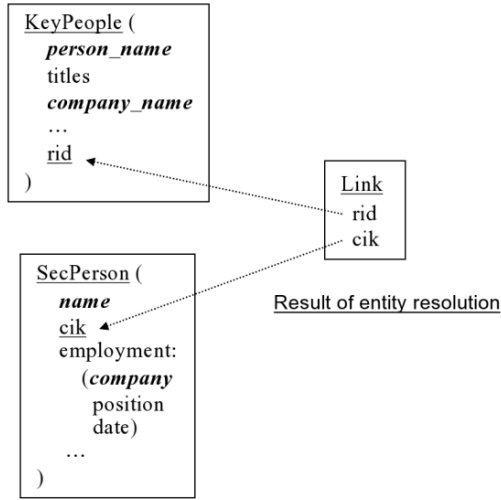 KeyPeople (
person_name
titles
company_name
...
rid
)
Link
rid
cik
SecPerson (
name
cik
employment:
(company
position
date)
...
)
Result of entity resolution